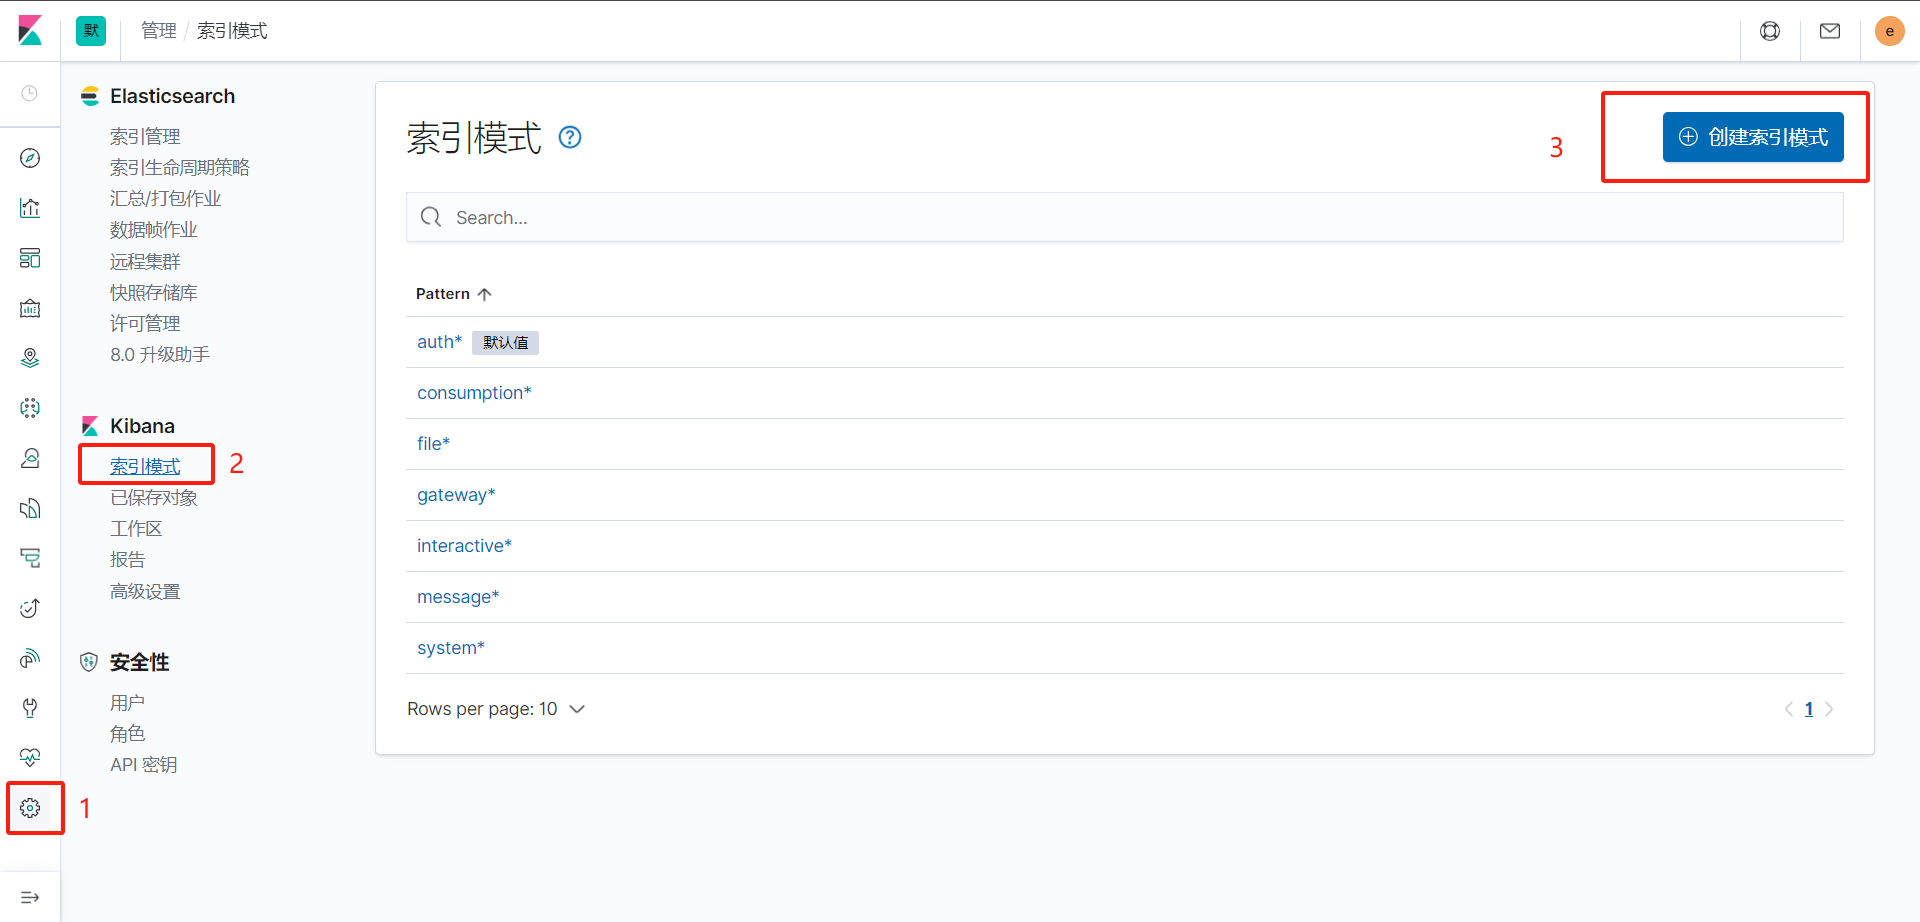 默
管理 / 索引模式
e
Elasticsearch
索引管理
索引生命周期策略
汇总/打包作业
数据帧作业
远程集群
快照存储库
许可管理
8.0 升级助手
Kibana
索引模式
2
已保存对象
工作区
报告
高级设置
安全性
用户
角色
API 密钥
1
索引模式
3
创建索引模式
Search...
Pattern
auth* 默认值
consumption*
file*
gateway*
interactive*
message*
system*
Rows per page: 10
1